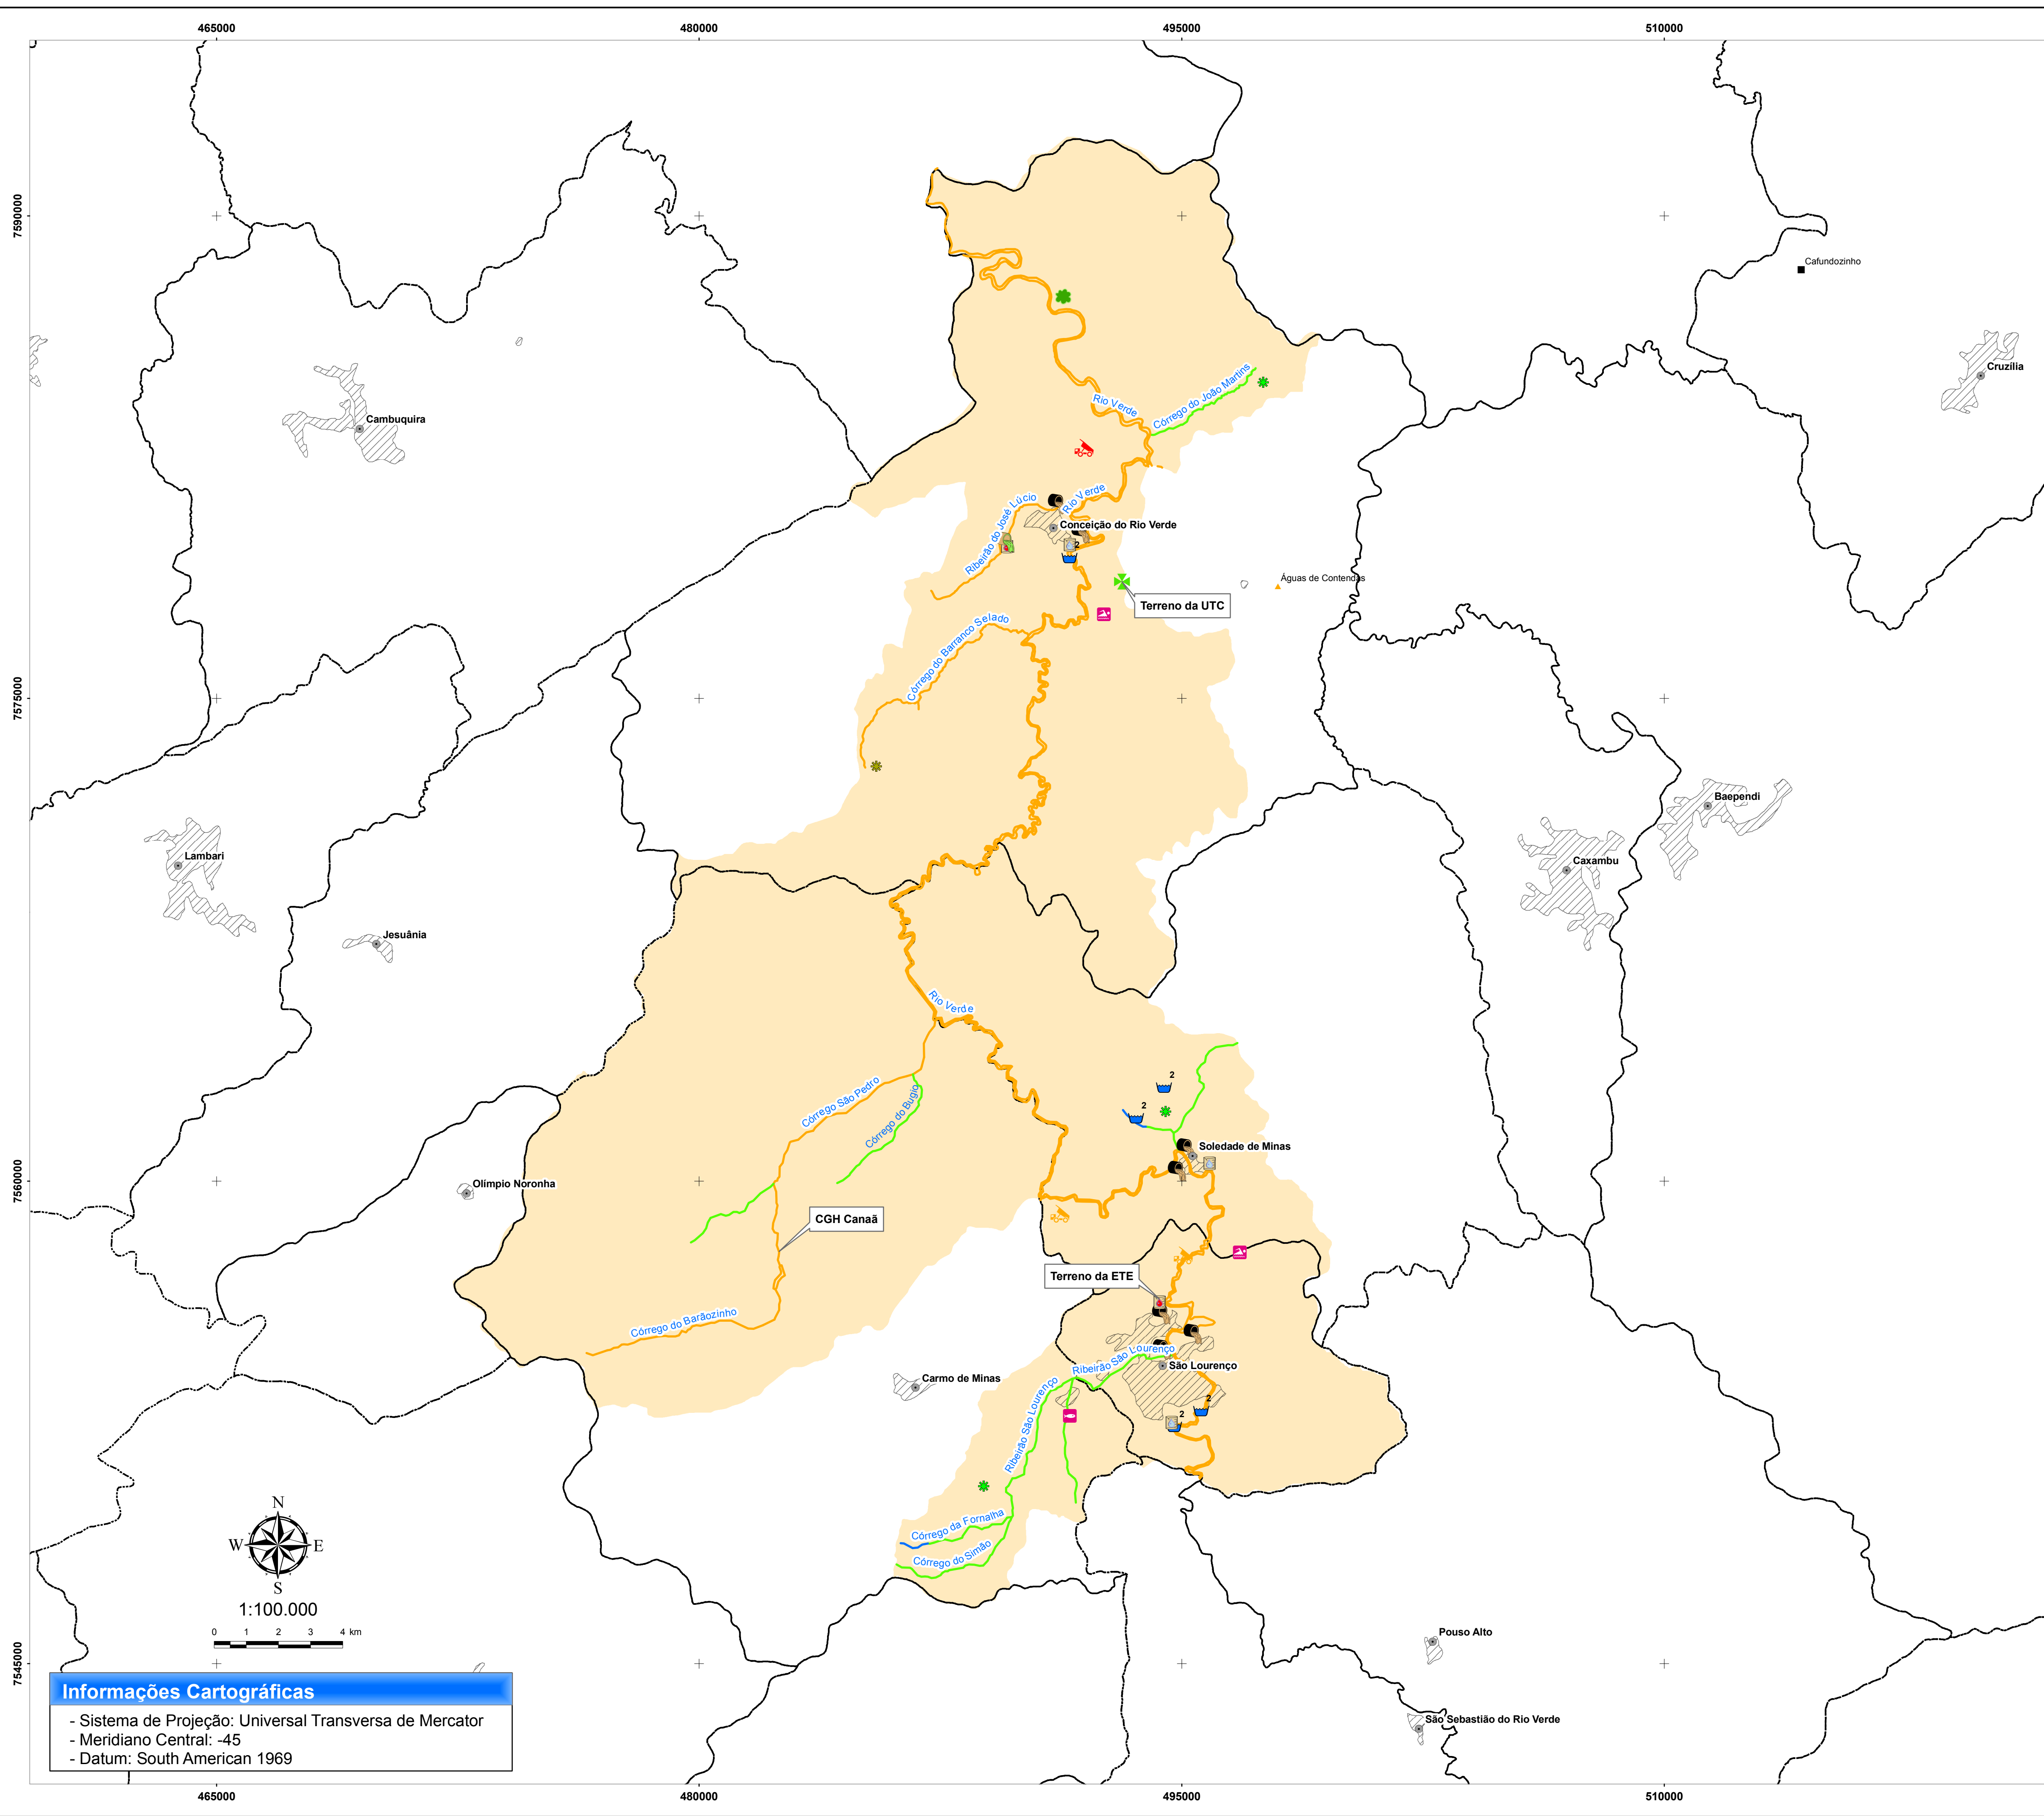 465000
480000
495000
510000
7590000
Cafundozinho
Cruzília
Cambuquira
Rio Verde
Córrego do João Martins
Ribeirão do José Lúcio
Rio Verde
Conceição do Rio Verde
2
Águas de Contendas
Terreno da UTC
Córrego do Barranco Selado
7575000
Baependi
Lambari
Caxambu
Jesuânia
Rio Verde
2
2
Córrego São Pedro
Córrego do Bugio
Soledade de Minas
7560000
Olímpio Noronha
CGH Canaã
Terreno da ETE
Córrego do Barãozinho
Ribeirão São Lourenço
São Lourenço
Carmo de Minas
Ribeirão São Lourenço
2
2
Córrego da Fornalha
Córrego do Simão
N
W E
S
1:100.000
0 1 2 3 4 km
Pouso Alto
7545000
São Sebastião do Rio Verde
Informações Cartográficas
- Sistema de Projeção: Universal Transversa de Mercator
- Meridiano Central: -45
- Datum: South American 1969
465000
480000
495000
510000